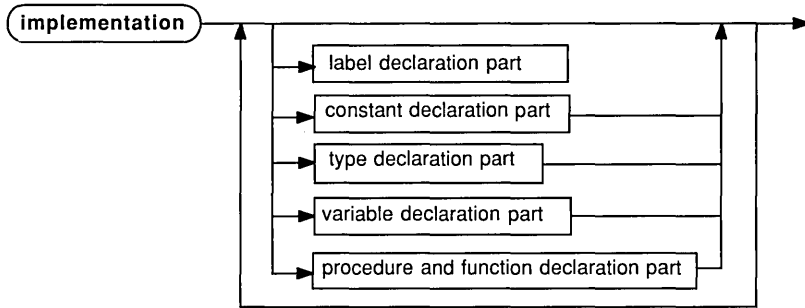 implementation
label declaration part
constant declaration part
type declaration part
variable declaration part
procedure and function declaration part